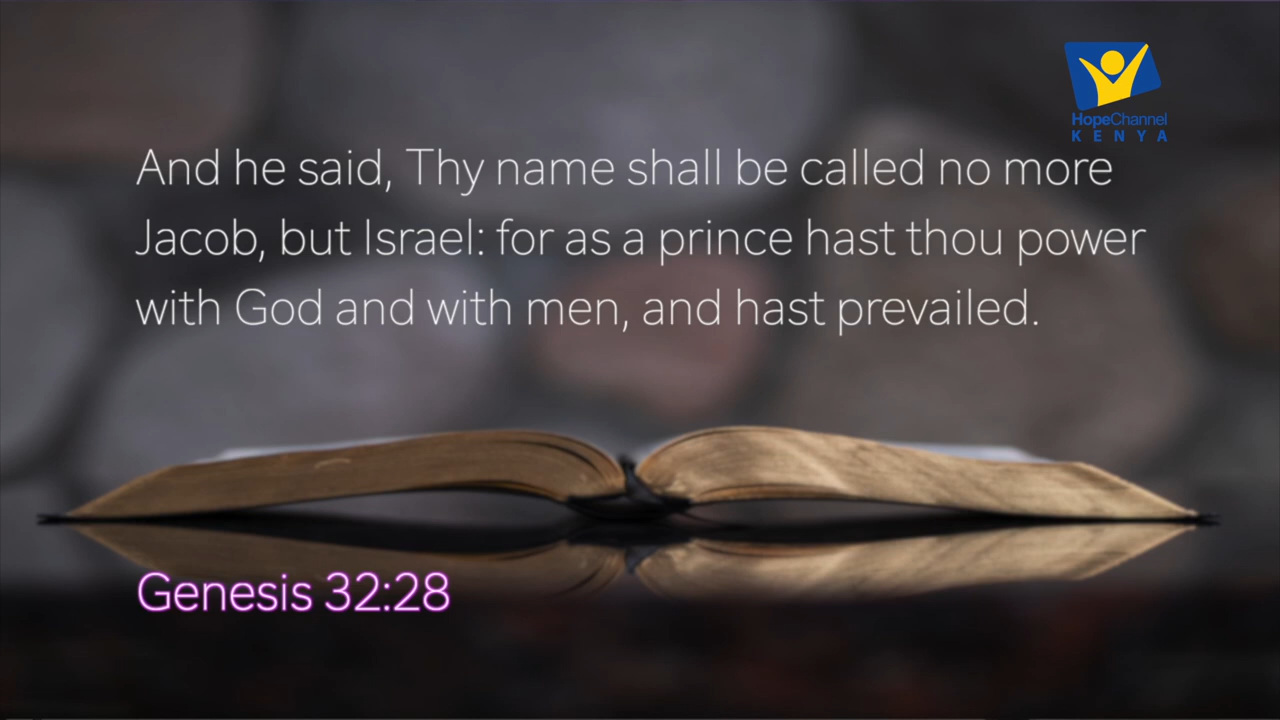 HopeChannel
KENYA
And he said, Thy name shall be called no more
Jacob, but Israel: for as a prince hast thou power
with God and with men, and hast prevailed.
Genesis 32:28